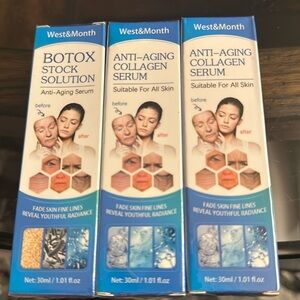 West&Month
BOTOX
STOCK
SOLUTION
Anti-Aging Serum
before
after
FADE SKIN FINE LINES
REVEAL YOUTHFUL RADIANCE
Net: 30ml / 1.01 fl.oz
West&Month
ANTI-AGING
COLLAGEN
SERUM
Suitable For All Skin
before
after
FADE SKIN FINE LINES
REVEAL YOUTHFUL RADIANCE
Net: 30ml / 1.01 fl.oz
West&Month
ANTI-AGING
COLLAGEN
SERUM
Suitable For All Skin
before
after
FADE SKIN FINE LINES
REVEAL YOUTHFUL RADIANCE
Net: 30ml / 1.01 fl.oz